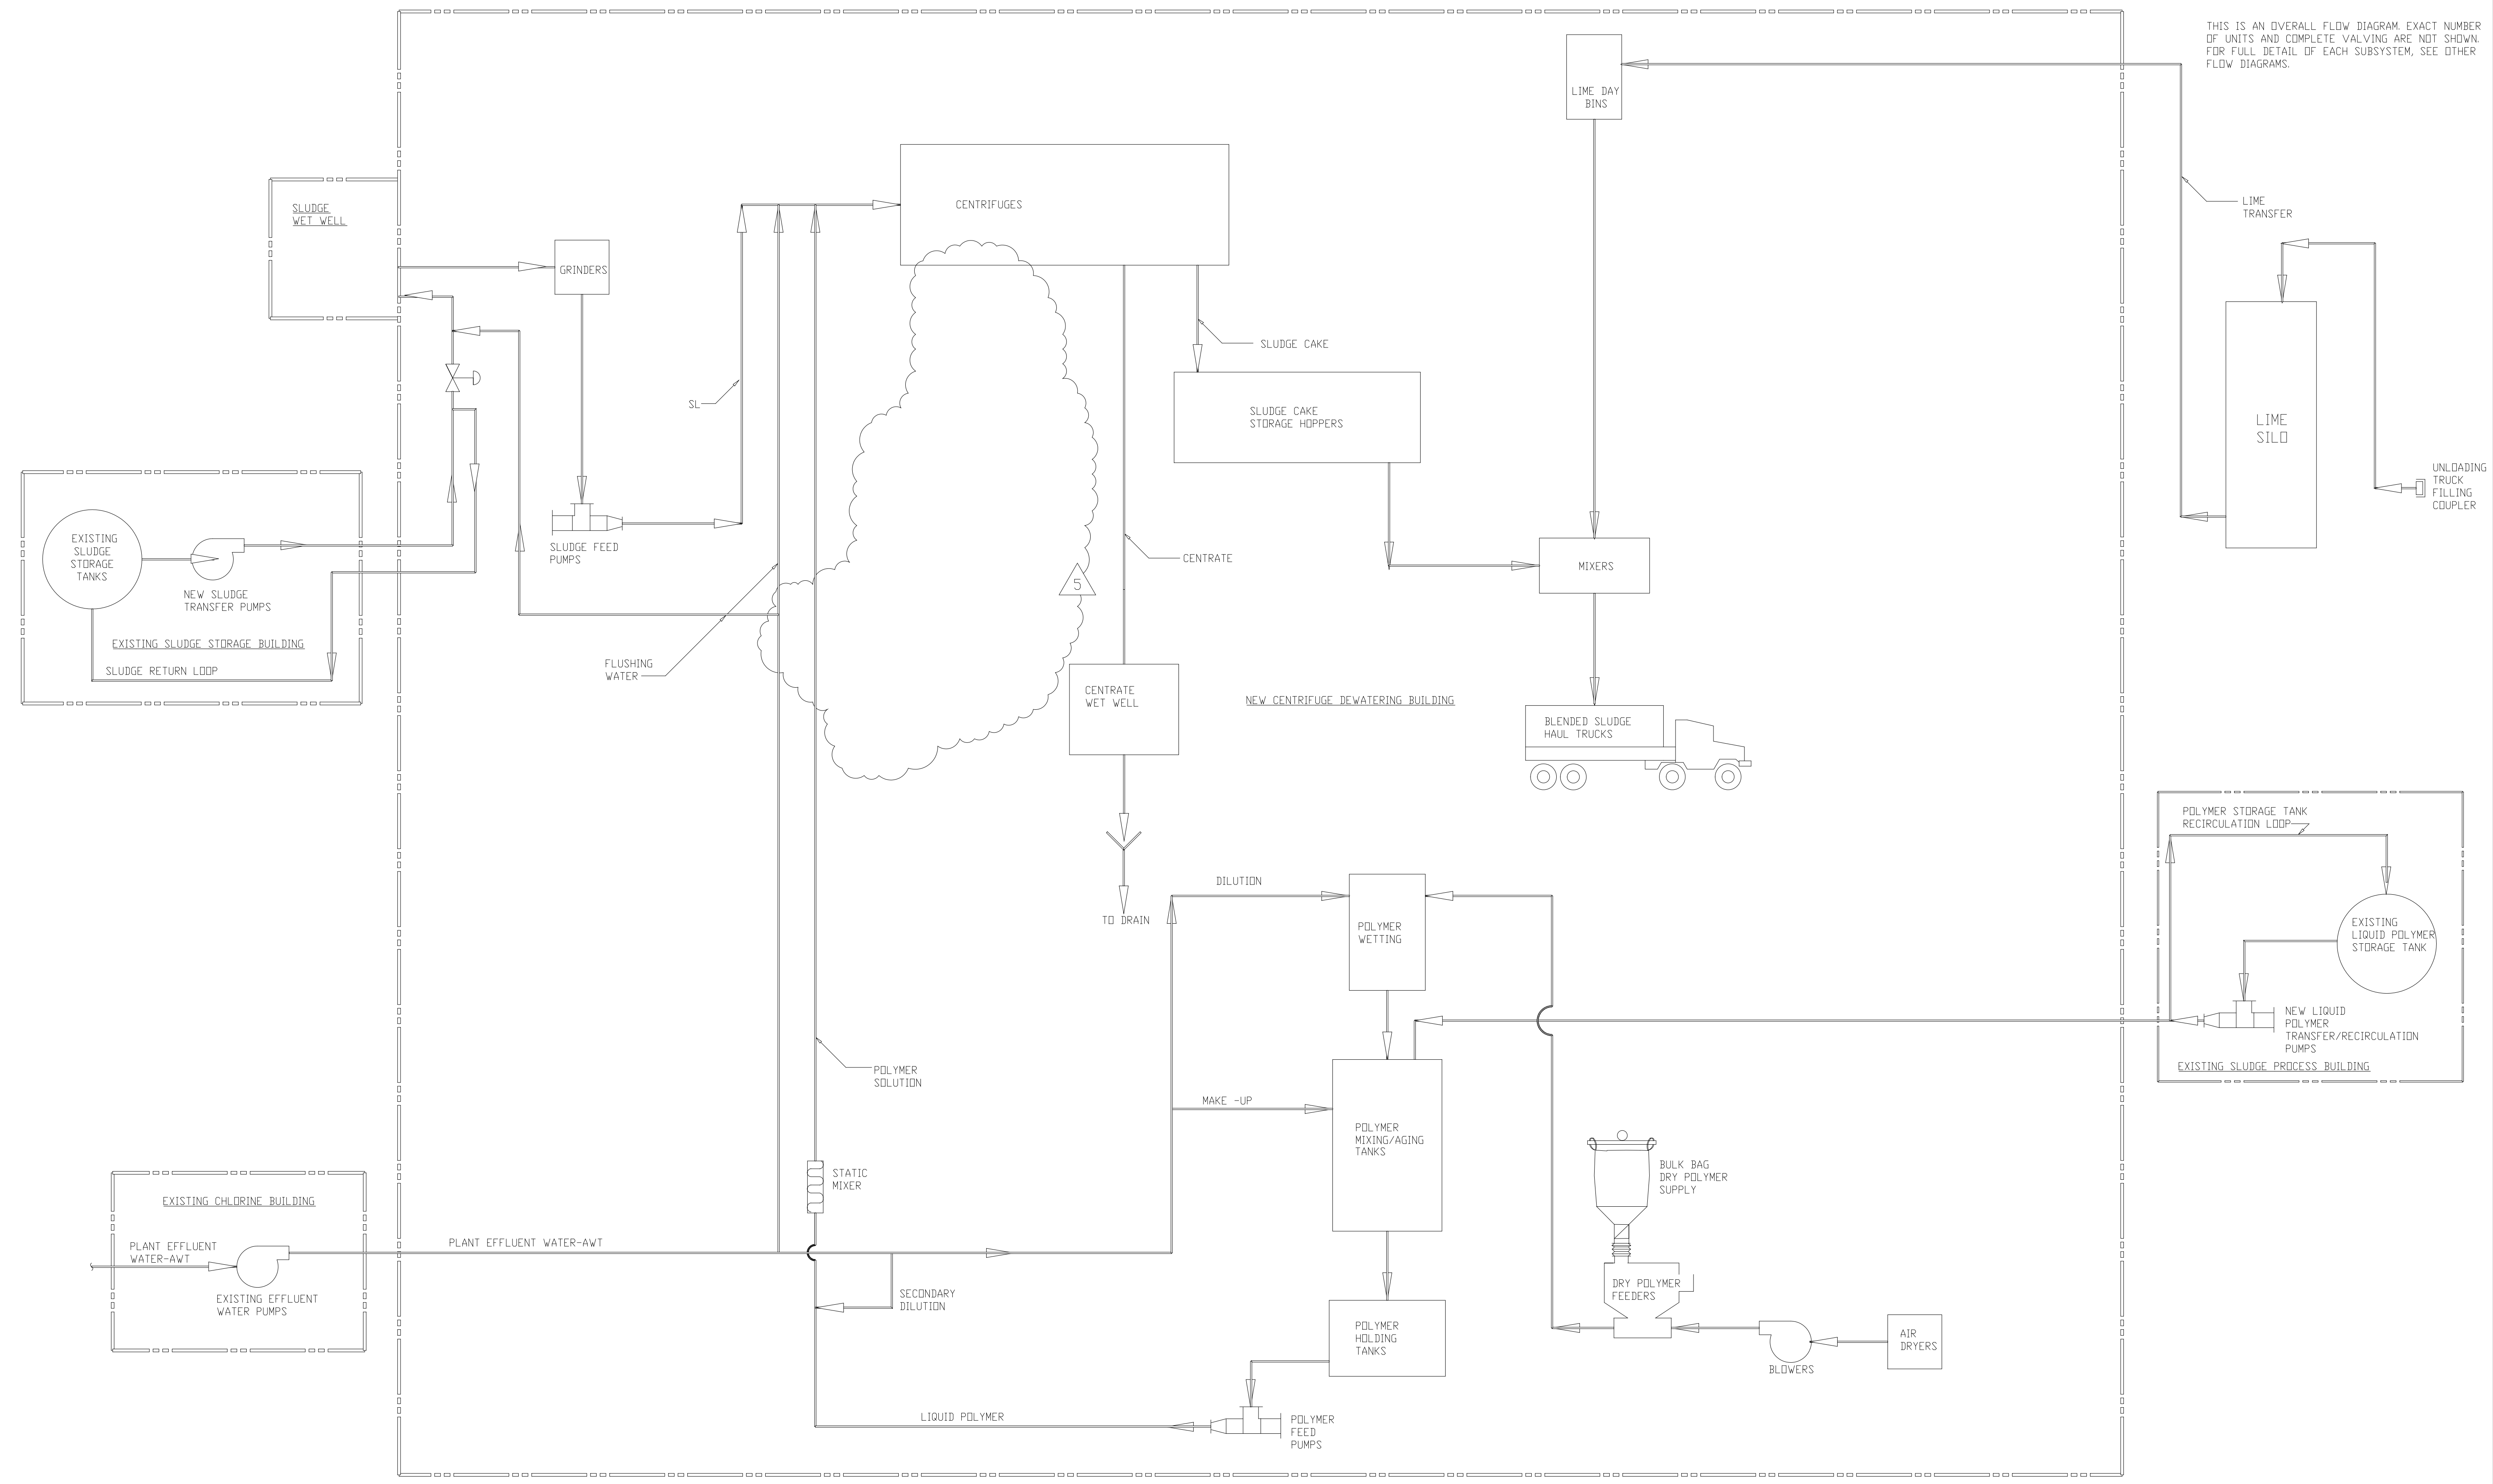 THIS IS AN OVERALL FLOW DIAGRAM. EXACT NUMBER
OF UNITS AND COMPLETE VALVING ARE NOT SHOWN.
FOR FULL DETAIL OF EACH SUBSYSTEM, SEE OTHER
FLOW DIAGRAMS.
LIME DAY
BINS
SLUDGE
WET WELL
CENTRIFUGES
LIME
TRANSFER
GRINDERS
SLUDGE CAKE
SL
SLUDGE CAKE
STORAGE HOPPERS
LIME
SILO
UNLOADING
TRUCK
FILLING
COUPLER
EXISTING
SLUDGE
STORAGE
TANKS
SLUDGE FEED
PUMPS
CENTRATE
MIXERS
5
NEW SLUDGE
TRANSFER PUMPS
EXISTING SLUDGE STORAGE BUILDING
SLUDGE RETURN LOOP
FLUSHING
WATER
CENTRATE
WET WELL
NEW CENTRIFUGE DEWATERING BUILDING
BLENDED SLUDGE
HAUL TRUCKS
POLYMER STORAGE TANK
RECIRCULATION LOOP
DILUTION
TO DRAIN
POLYMER
WETTING
EXISTING
LIQUID POLYMER
STORAGE TANK
NEW LIQUID
POLYMER
TRANSFER/RECIRCULATION
PUMPS
EXISTING SLUDGE PROCESS BUILDING
POLYMER
SOLUTION
MAKE -UP
POLYMER
MIXING/AGING
TANKS
STATIC
MIXER
BULK BAG
DRY POLYMER
SUPPLY
EXISTING CHLORINE BUILDING
PLANT EFFLUENT
WATER-AWT
PLANT EFFLUENT WATER-AWT
EXISTING EFFLUENT
WATER PUMPS
SECONDARY
DILUTION
DRY POLYMER
FEEDERS
POLYMER
HOLDING
TANKS
AIR
DRYERS
BLOWERS
LIQUID POLYMER
POLYMER
FEED
PUMPS